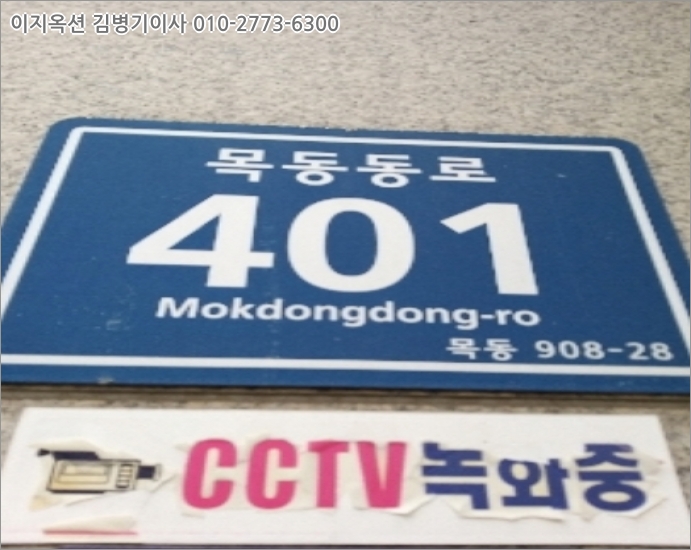 이지옥션 김병기이사 010-2773-6300
목동동로
401
Mokdongdong-ro
목동 908-28
CCTV녹화중